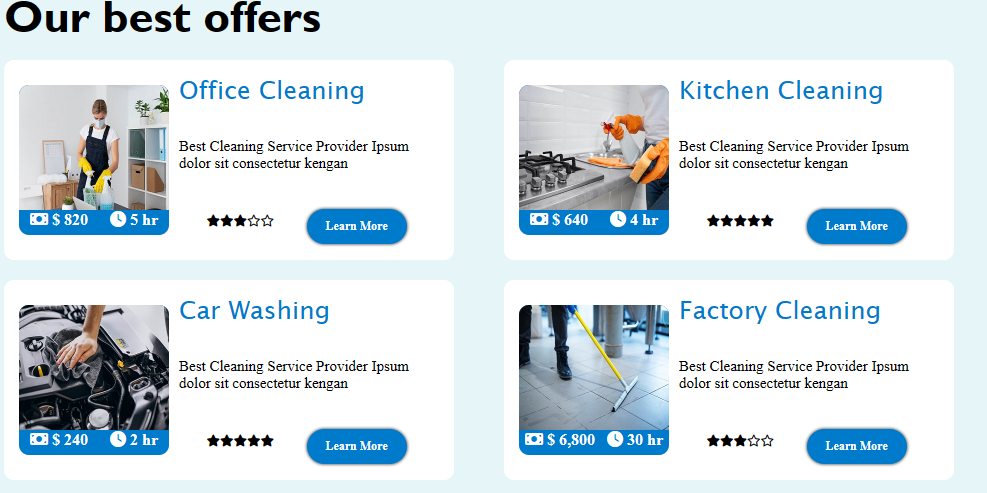 Our best offers
Office Cleaning
Best Cleaning Service Provider Ipsum
dolor sit consectetur kengan
$ 820 5 hr
Learn More
Kitchen Cleaning
Best Cleaning Service Provider Ipsum
dolor sit consectetur kengan
$ 640 4 hr
Learn More
Car Washing
Best Cleaning Service Provider Ipsum
dolor sit consectetur kengan
$ 240 2 hr
Learn More
Factory Cleaning
Best Cleaning Service Provider Ipsum
dolor sit consectetur kengan
$ 6,800 30 hr
Learn More